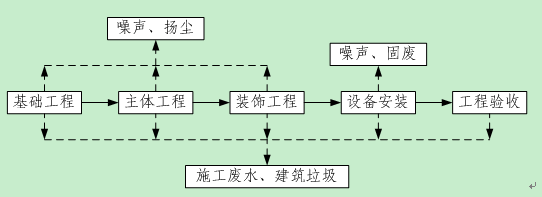 噪声、扬尘
噪声、固废
基础工程
主体工程
装饰工程
设备安装
工程验收
施工废水、建筑垃圾